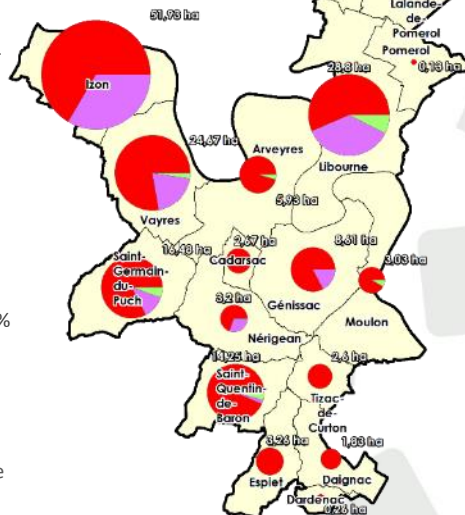 51,93 ha
Lalande-
de-
Pomerol
Pomerol
0,13 ha
Izon
28,8 ha
24,67 ha
Arveyres
Libourne
5,93 ha
Vayres
16,48 ha
2,67 ha
8,61 ha
3,03 ha
Saint-
Germain-
du-
Puch
Cadarsac
3,2 ha
Génissac
Moulon
%
Nérigean
14,25 ha
2,6 ha
Saint-
Quentin-
de-
Baron
Tizac-
de-
Curton
3,26 ha
1,83 ha
e
Espiet
Daignac
Dardenac
0,26 ha